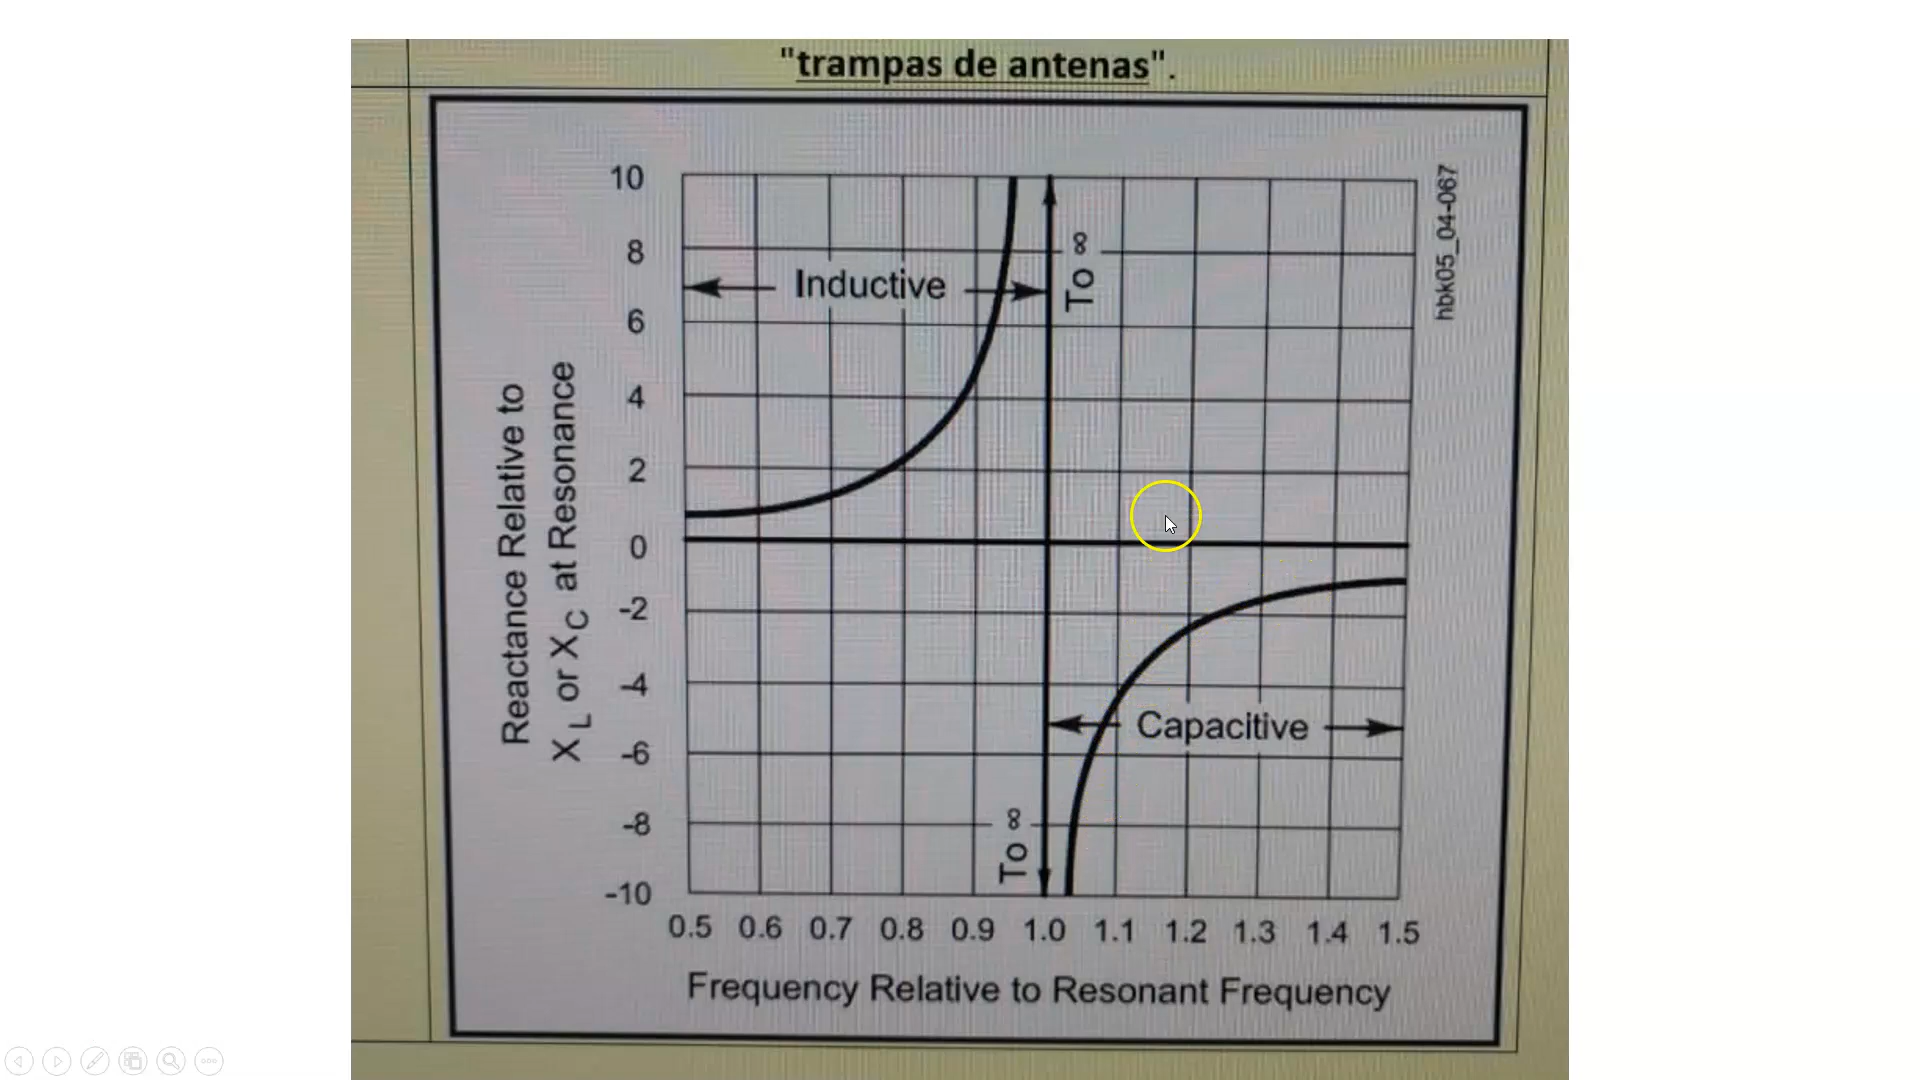 "trampas de antenas".
10
8
6
4
2
0
-2
-4
-6
-8
-10
Reactance Relative to
X L or X C at Resonance
Inductive
To ∞
hbk05_04-067
Capacitive
To ∞
0.5 0.6 0.7 0.8 0.9 1.0 1.1 1.2 1.3 1.4 1.5
Frequency Relative to Resonant Frequency